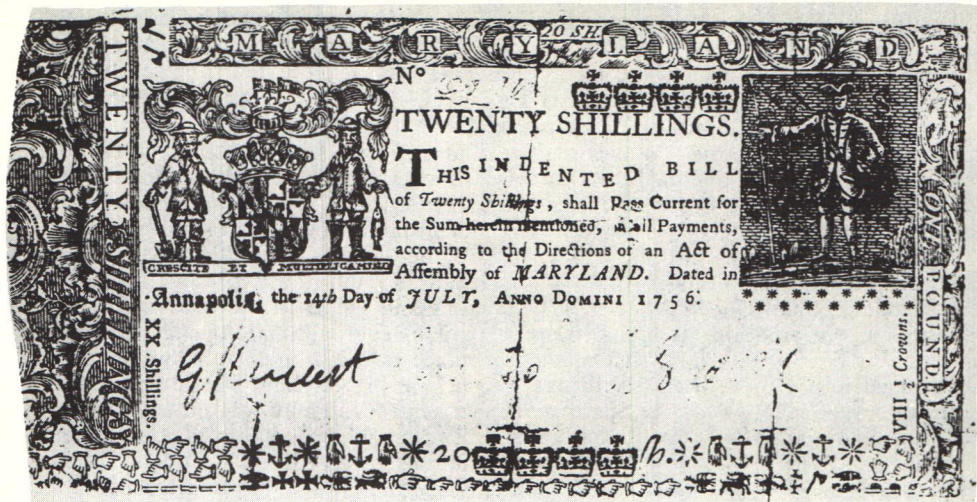 MARYLAND
20 SH.
TWENTY SHILLINGS
No
TWENTY SHILLINGS.
THIS INDENTED BILL
of Twenty Shillings, shall Pass Current for
the Sum herein mentioned, in all Payments,
according to the Directions of an Act of
Assembly of MARYLAND. Dated in
Annapolis, the 14th Day of JULY, ANNO DOMINI 1756.
CRESCITE ET MULTIPLICAMINI
ONE POUND
XX Shillings.
VIII ½ Crowns.
20